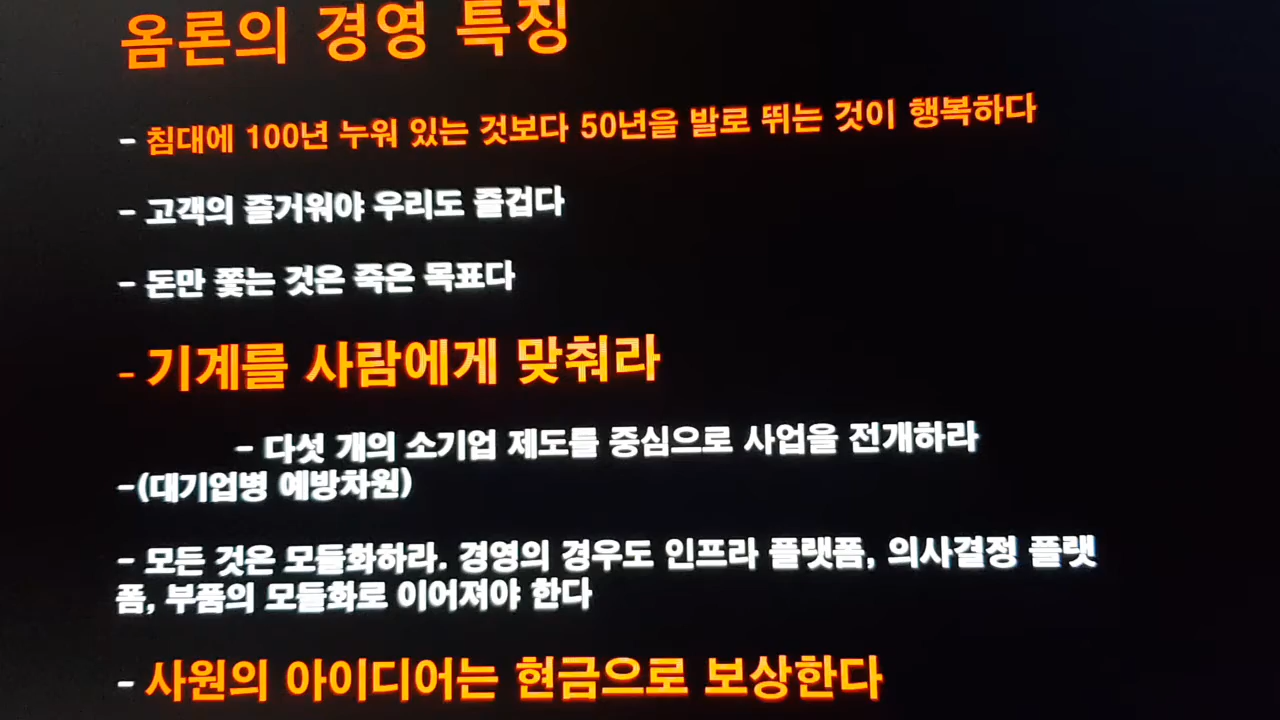 옴론의 경영 특징
- 침대에 100년 누워 있는 것보다 50년을 발로 뛰는 것이 행복하다
- 고객의 즐거워야 우리도 즐겁다
- 돈만 쫓는 것은 죽은 목표다
- 기계를 사람에게 맞춰라
- 다섯 개의 소기업 제도를 중심으로 사업을 전개하라
-(대기업병 예방차원)
- 모든 것은 모듈화하라. 경영의 경우도 인프라 플랫폼, 의사결정 플랫
폼, 부품의 모듈화로 이어져야 한다
- 사원의 아이디어는 현금으로 보상한다